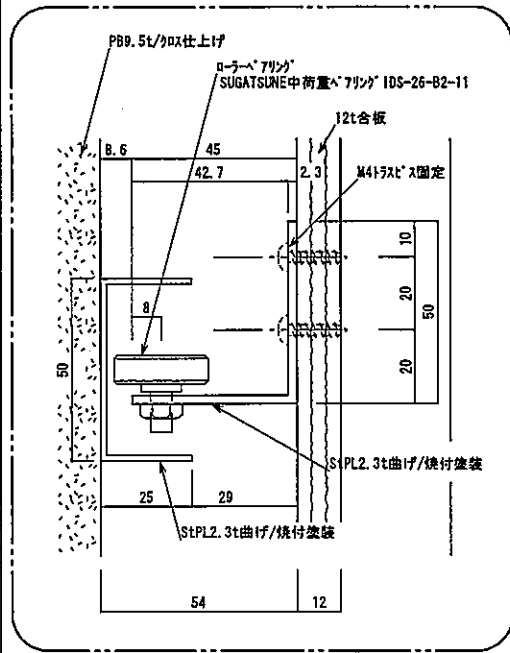 PB9.5t/クロス仕上げ
ローラーベアリング
SUGATSUNE中荷重ベアリング IDS-26-B2-11
12t合板
8.6
45
42.7
2.3
M4トラスビス固定
10
8
20
50
50
20
StPL2.3t曲げ/焼付塗装
25
29
StPL2.3t曲げ/焼付塗装
54
12